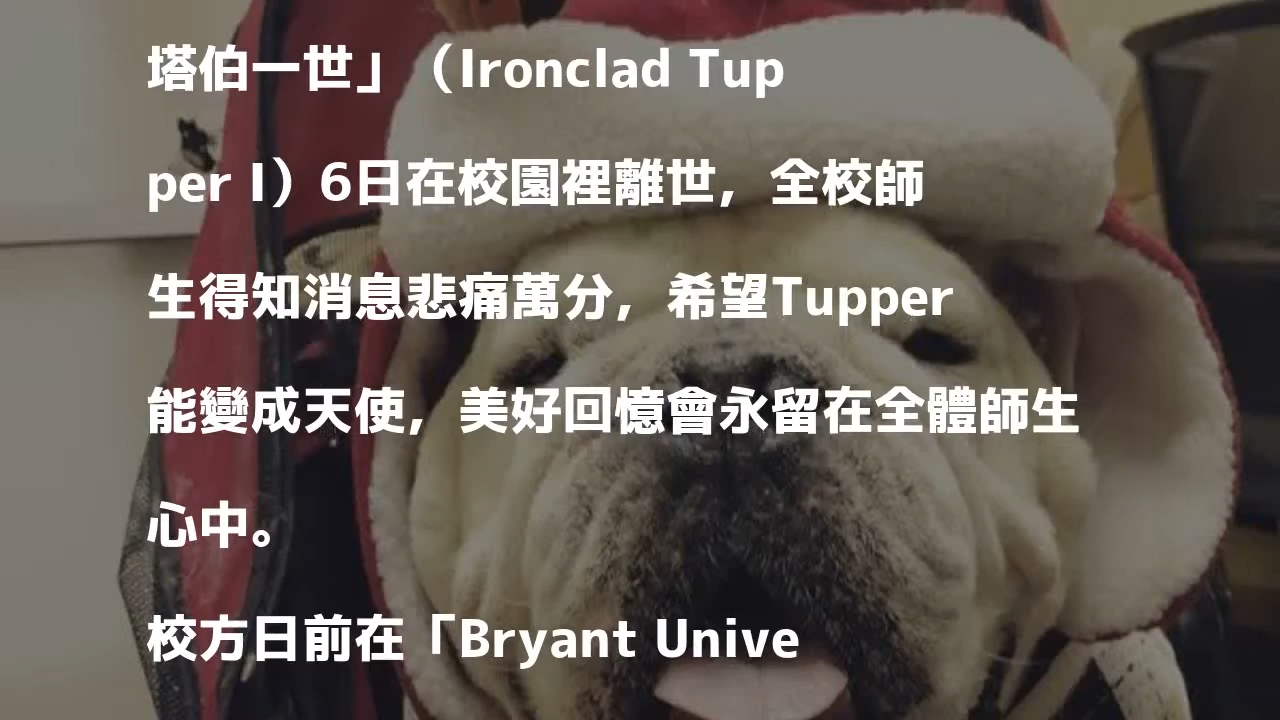 塔伯一世」（Ironclad Tup
per I）6日在校園裡離世，全校師
生得知消息悲痛萬分，希望Tupper
能變成天使，美好回憶會永留在全體師生
心中。
校方日前在「Bryant Unive